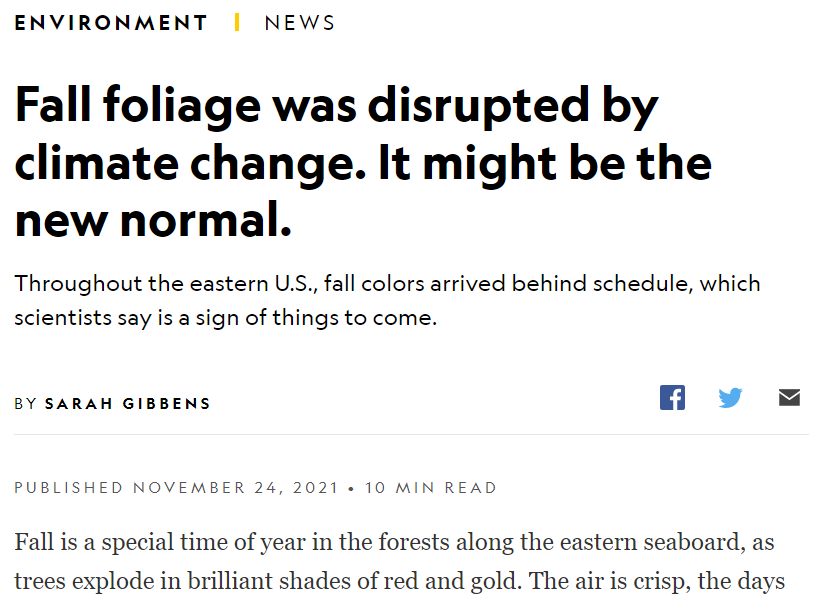 ENVIRONMENT | NEWS
Fall foliage was disrupted by
climate change. It might be the
new normal.
Throughout the eastern U.S., fall colors arrived behind schedule, which
scientists say is a sign of things to come.
BY SARAH GIBBENS
PUBLISHED NOVEMBER 24, 2021 • 10 MIN READ
Fall is a special time of year in the forests along the eastern seaboard, as
trees explode in brilliant shades of red and gold. The air is crisp, the days